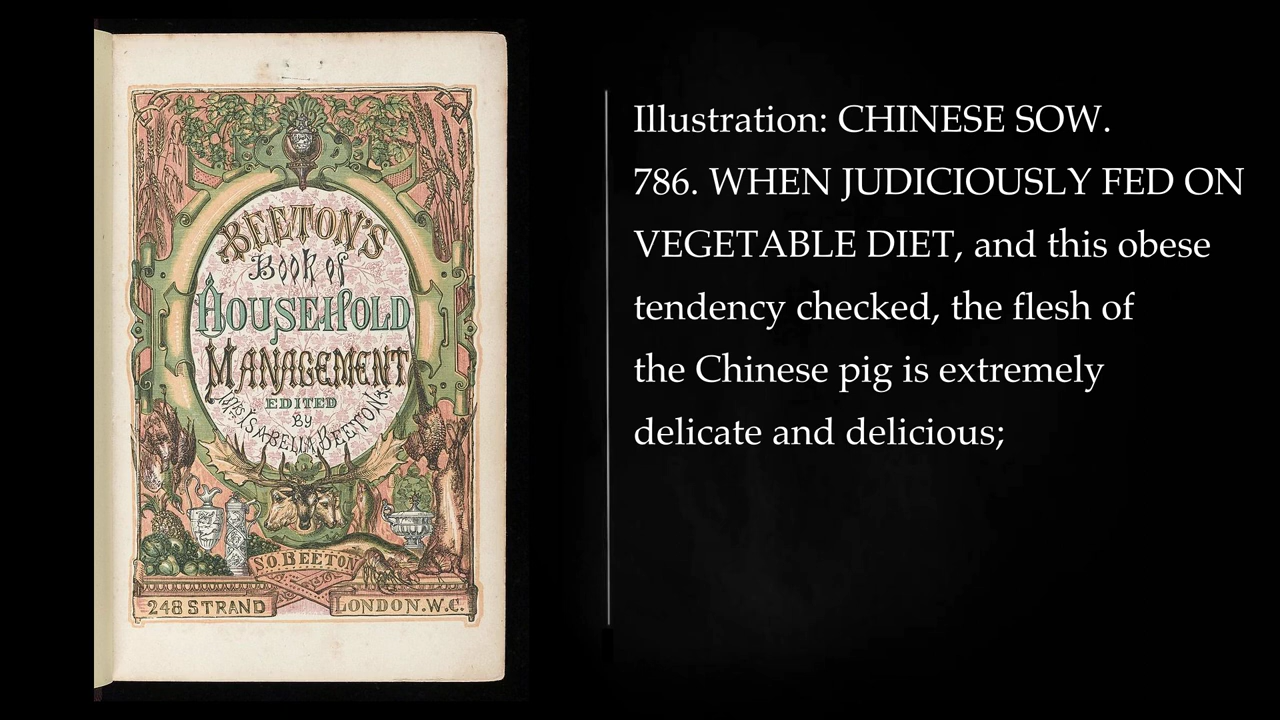 BEETON'S
Book of
HOUSEHOLD
MANAGEMENT
EDITED
BY
MRS ISABELLA BEETON
S.O. BEETON
248 STRAND
LONDON. W.C.
Illustration: CHINESE SOW.
786. WHEN JUDICIOUSLY FED ON
VEGETABLE DIET, and this obese
tendency checked, the flesh of
the Chinese pig is extremely
delicate and delicious;